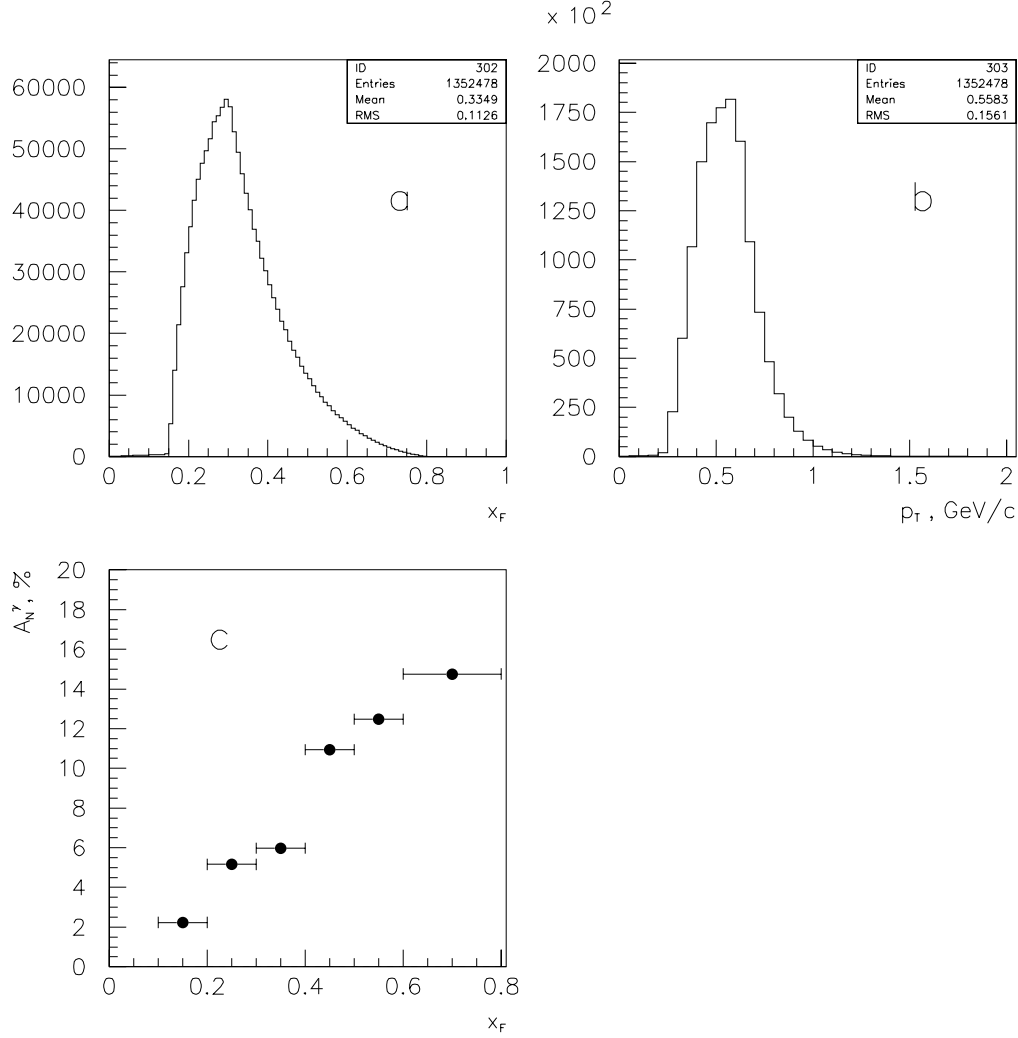 × 10²
ID 302
Entries 1352478
Mean 0.3349
RMS 0.1126
60000
50000
40000
30000
20000
10000
0
0 0.2 0.4 0.6 0.8 1
x_F
a
ID 303
Entries 1352478
Mean 0.5583
RMS 0.1561
2000
1750
1500
1250
1000
750
500
250
0
0 0.5 1 1.5 2
p_T , GeV/c
b
A_N^γ, %
20
18
16
14
12
10
8
6
4
2
0
0 0.2 0.4 0.6 0.8
x_F
c